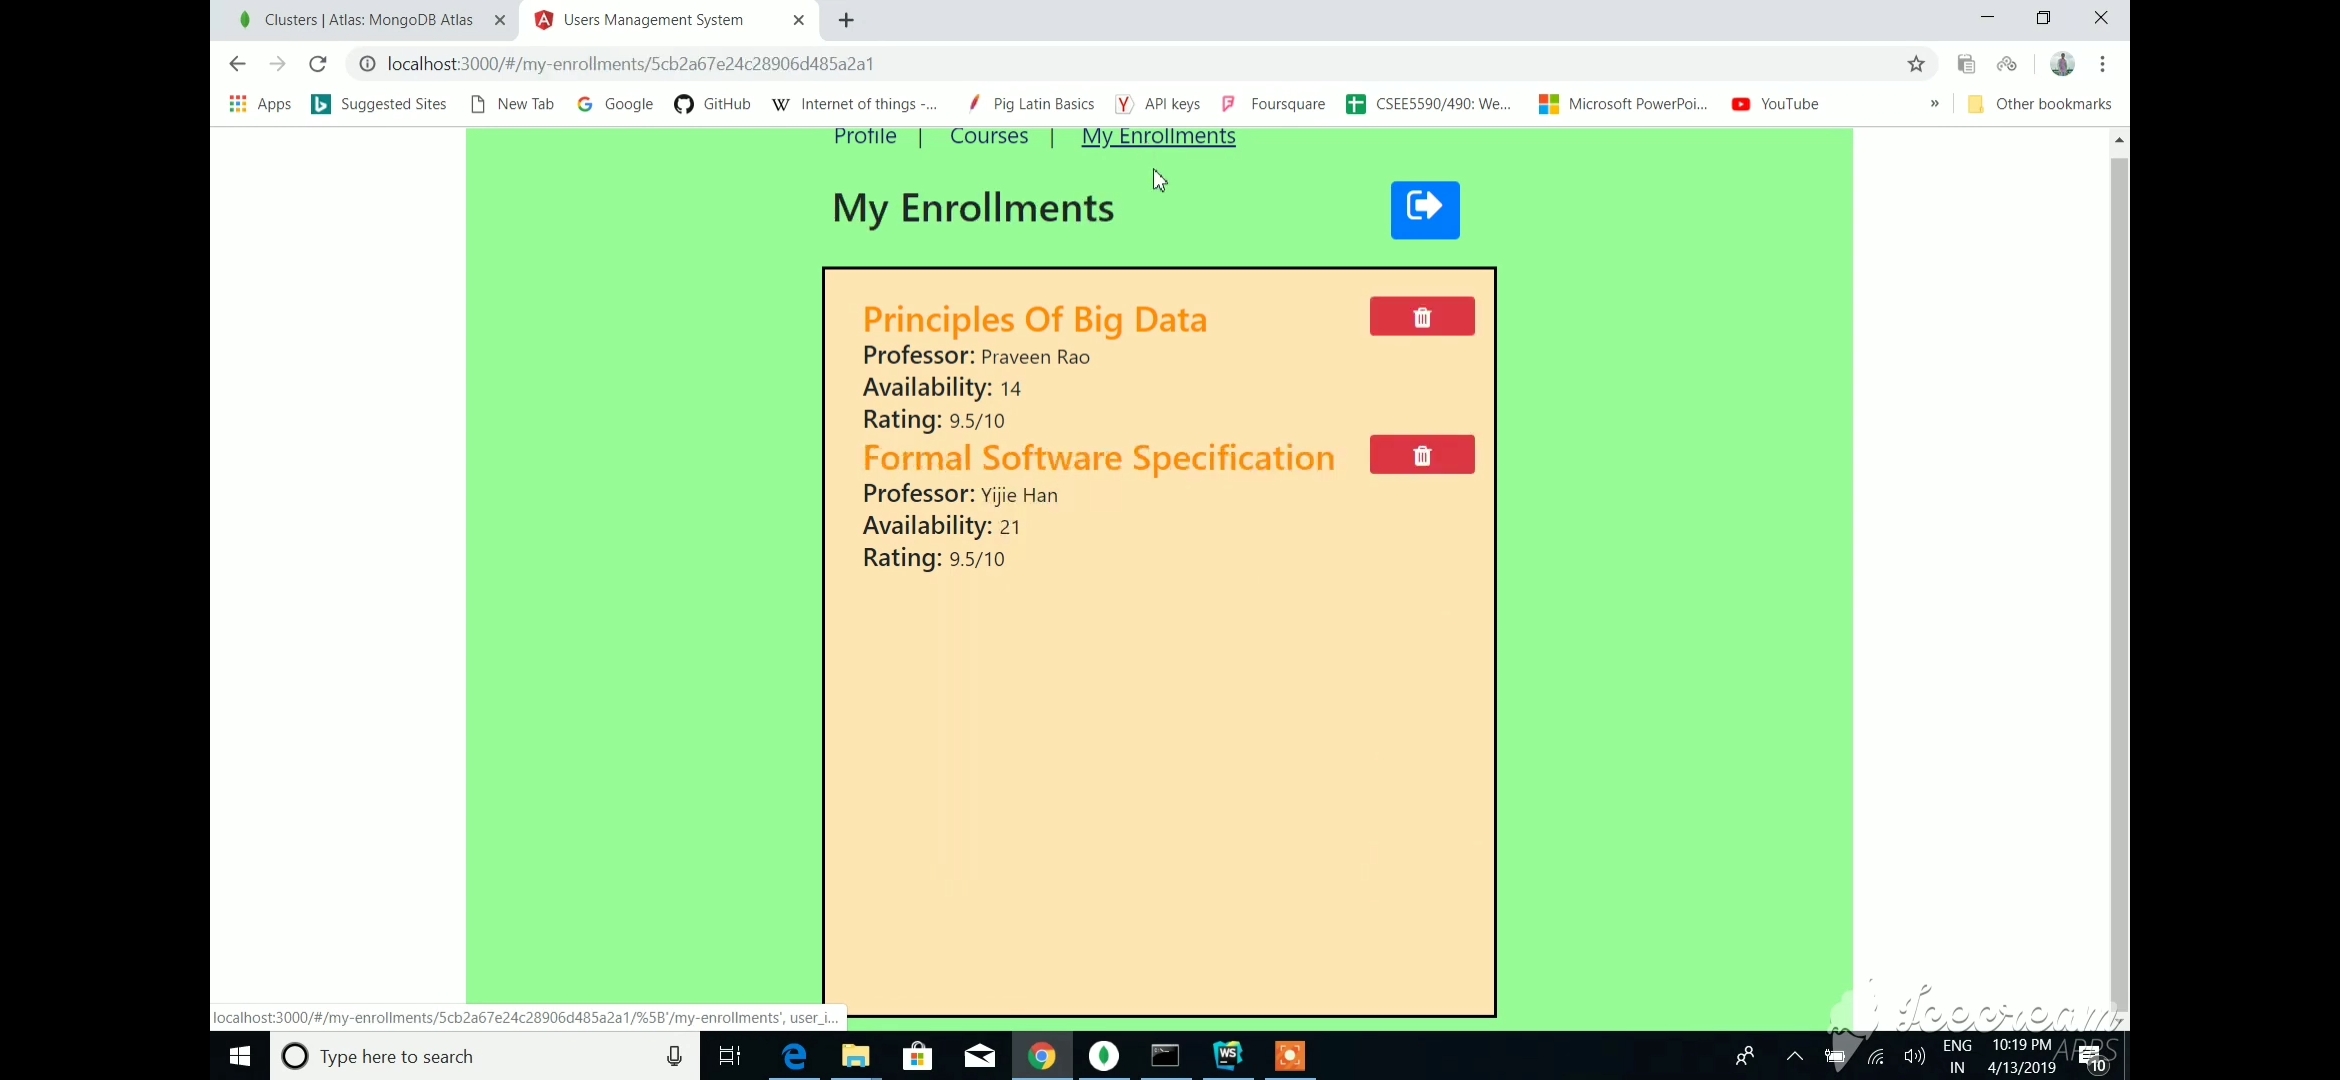 Clusters | Atlas: MongoDB Atlas
Users Management System
localhost:3000/#/my-enrollments/5cb2a67e24c28906d485a2a1
Apps
Suggested Sites
New Tab
Google
GitHub
Internet of things -...
Pig Latin Basics
API keys
Foursquare
CSEE5590/490: We...
Microsoft PowerPoi...
YouTube
»
Other bookmarks
Profile | Courses | My Enrollments
My Enrollments
Principles Of Big Data
Professor: Praveen Rao
Availability: 14
Rating: 9.5/10
Formal Software Specification
Professor: Yijie Han
Availability: 21
Rating: 9.5/10
localhost:3000/#/my-enrollments/5cb2a67e24c28906d485a2a1/%5B'/my-enrollments', user_i...
Icecream
APPS
Type here to search
WS
ENG
IN
10:19 PM
4/13/2019
10